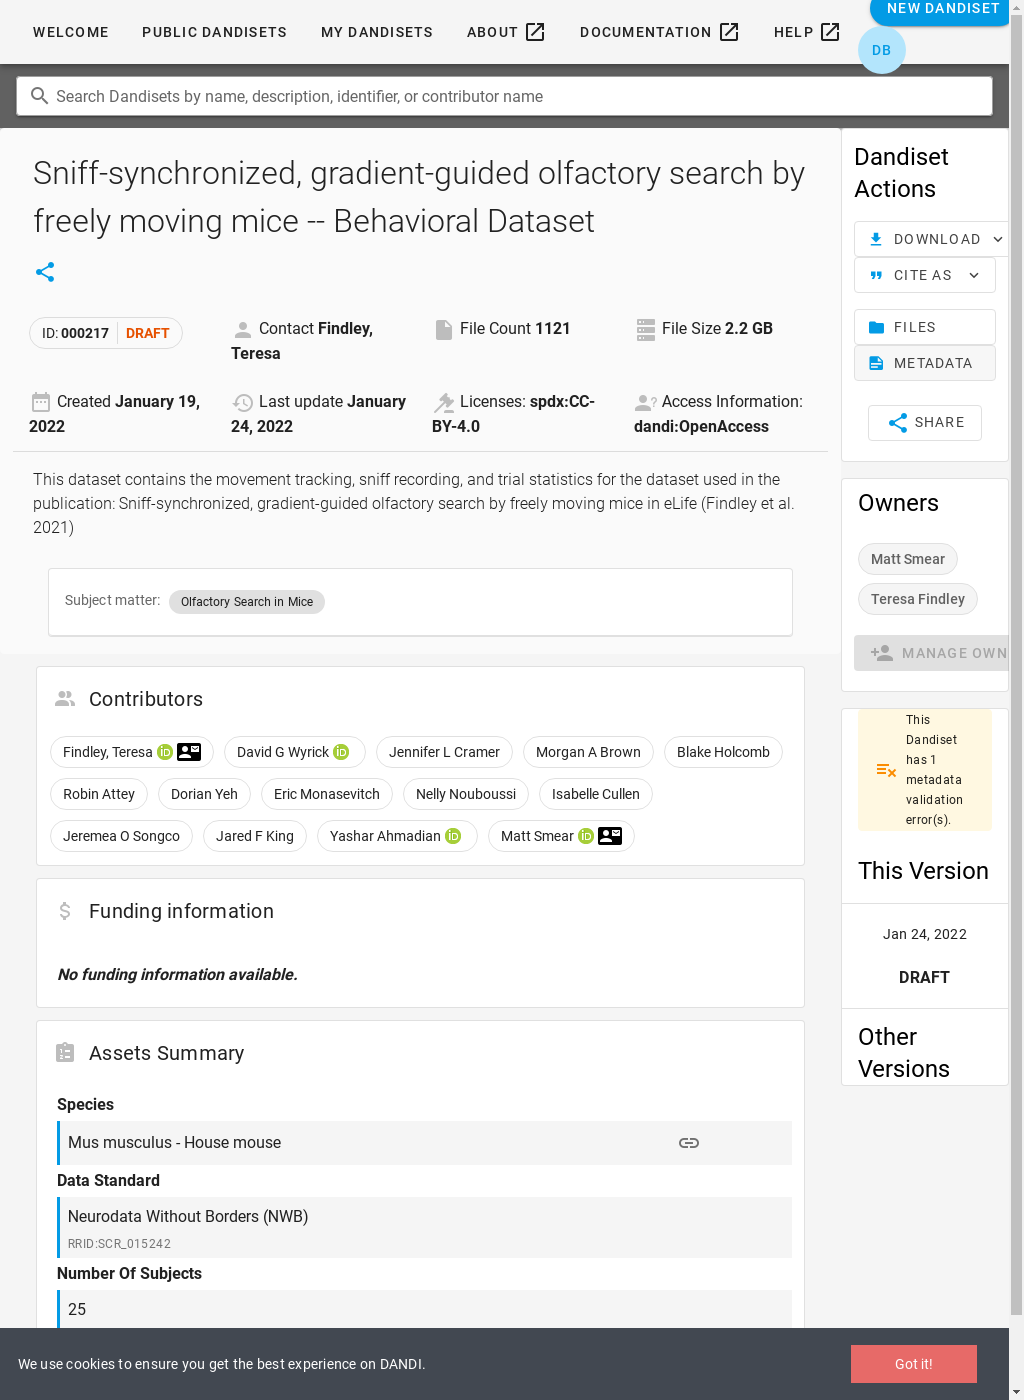 WELCOME PUBLIC DANDISETS MY DANDISETS ABOUT DOCUMENTATION HELP
NEW DANDISET
DB
Search Dandisets by name, description, identifier, or contributor name
Sniff-synchronized, gradient-guided olfactory search by
freely moving mice -- Behavioral Dataset
ID: 000217 DRAFT
Contact Findley,
Teresa
File Count 1121
File Size 2.2 GB
Created January 19,
2022
Last update January
24, 2022
Licenses: spdx:CC-
BY-4.0
Access Information:
dandi:OpenAccess
This dataset contains the movement tracking, sniff recording, and trial statistics for the dataset used in the
publication: Sniff-synchronized, gradient-guided olfactory search by freely moving mice in eLife (Findley et al.
2021)
Subject matter: Olfactory Search in Mice
Contributors
Findley, Teresa iD David G Wyrick iD Jennifer L Cramer Morgan A Brown Blake Holcomb
Robin Attey Dorian Yeh Eric Monasevitch Nelly Nouboussi Isabelle Cullen
Jeremea O Songco Jared F King Yashar Ahmadian iD Matt Smear iD
Funding information
No funding information available.
Assets Summary
Species
Mus musculus - House mouse
Data Standard
Neurodata Without Borders (NWB)
RRID:SCR_015242
Number Of Subjects
25
Dandiset
Actions
DOWNLOAD
CITE AS
FILES
METADATA
SHARE
Owners
Matt Smear
Teresa Findley
MANAGE OWN
This
Dandiset
has 1
metadata
validation
error(s).
This Version
Jan 24, 2022
DRAFT
Other
Versions
We use cookies to ensure you get the best experience on DANDI.
Got it!